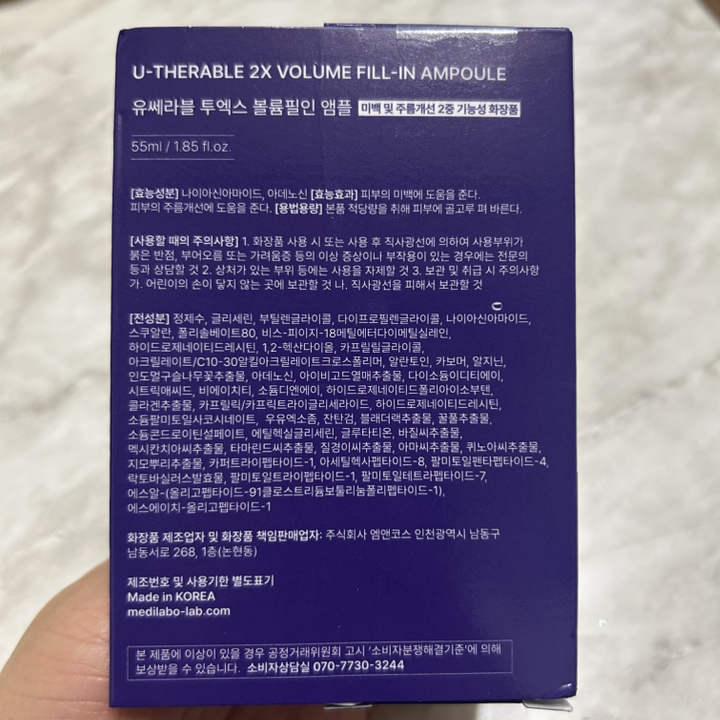 U-THERABLE 2X VOLUME FILL-IN AMPOULE
유쎄라블 투엑스 볼륨필인 앰플 미백 및 주름개선 2중 기능성 화장품
55ml / 1.85 fl.oz.
[효능성분] 나이아신아마이드, 아데노신 [효능효과] 피부의 미백에 도움을 준다.
피부의 주름개선에 도움을 준다. [용법용량] 본품 적당량을 취해 피부에 골고루 펴 바른다.
[사용할 때의 주의사항] 1. 화장품 사용 시 또는 사용 후 직사광선에 의하여 사용부위가
붉은 반점, 부어오름 또는 가려움증 등의 이상 증상이나 부작용이 있는 경우에는 전문의
등과 상담할 것 2. 상처가 있는 부위 등에는 사용을 자제할 것 3. 보관 및 취급 시 주의사항
가. 어린이의 손이 닿지 않는 곳에 보관할 것 나. 직사광선을 피해서 보관할 것
[전성분] 정제수, 글리세린, 부틸렌글라이콜, 다이프로필렌글라이콜, 나이아신아마이드,
스쿠알란, 폴리솔베이트80, 비스-피이지-18메틸에터다이메틸실레인,
하이드로제네이티드레시틴, 1,2-헥산다이올, 카프릴릴글라이콜,
아크릴레이트/C10-30알킬아크릴레이트크로스폴리머, 알란토인, 카보머, 알지닌,
인도멀구슬나무꽃추출물, 아데노신, 아이비고드열매추출물, 다이소듐이디티에이,
시트릭애씨드, 비에이치티, 소듐디엔에이, 하이드로제네이티드폴리아이소부텐,
콜라겐추출물, 카프릴릭/카프릭트라이글리세라이드, 하이드로제네이티드레시틴,
소듐팔미토일사코시네이트, 우유엑소좀, 잔탄검, 블래더랙추출물, 꿀풀추출물,
소듐콘드로이틴설페이트, 에틸헥실글리세린, 글루타티온, 바질씨추출물,
멕시칸치아씨추출물, 타마린드씨추출물, 질경이씨추출물, 아마씨추출물, 퀴노아씨추출물,
지모뿌리추출물, 카퍼트라이펩타이드-1, 아세틸헥사펩타이드-8, 팔미토일펜타펩타이드-4,
락토바실러스발효물, 팔미토일트라이펩타이드-1, 팔미토일테트라펩타이드-7,
에스알-(올리고펩타이드-91클로스트리듐보툴리눔폴리펩타이드-1),
에스에이치-올리고펩타이드-1
화장품 제조업자 및 화장품 책임판매업자: 주식회사 엠앤코스 인천광역시 남동구
남동서로 268, 1층(논현동)
제조번호 및 사용기한 별도표기
Made in KOREA
medilabo-lab.com
본 제품에 이상이 있을 경우 공정거래위원회 고시 '소비자분쟁해결기준'에 의해
보상받을 수 있습니다. 소비자상담실 070-7730-3244